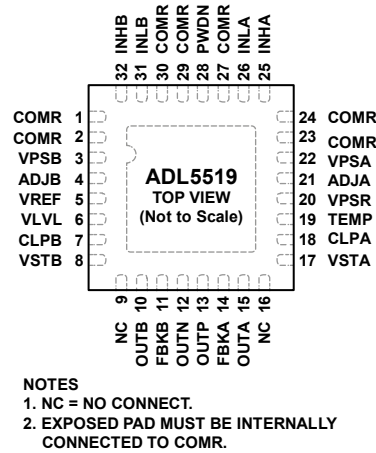 32 INHB
31 INLB
30 COMR
29 COMR
28 PWDN
27 COMR
26 INLA
25 INHA
COMR 1
COMR 2
VPSB 3
ADJB 4
VREF 5
VLVL 6
CLPB 7
VSTB 8
ADL5519
TOP VIEW
(Not to Scale)
24 COMR
23 COMR
22 VPSA
21 ADJA
20 VPSR
19 TEMP
18 CLPA
17 VSTA
NC 9
OUTB 10
FBKB 11
OUTN 12
OUTP 13
FBKA 14
OUTA 15
NC 16
NOTES
1. NC = NO CONNECT.
2. EXPOSED PAD MUST BE INTERNALLY
CONNECTED TO COMR.